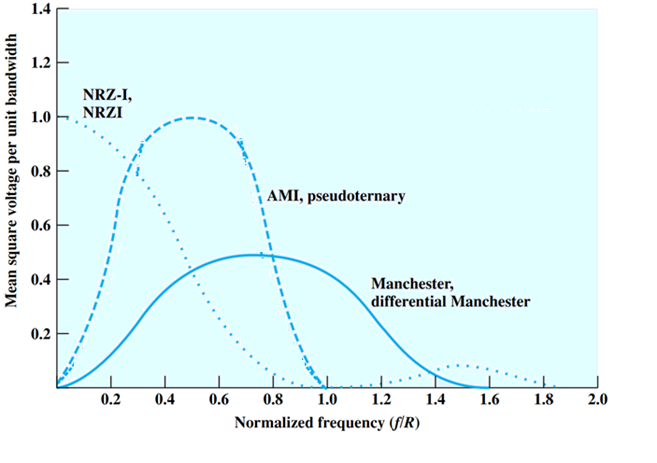 1.4
1.2
1.0
0.8
0.6
0.4
0.2
Mean square voltage per unit bandwidth
NRZ-I,
NRZI
AMI, pseudoternary
Manchester,
differential Manchester
0.2 0.4 0.6 0.8 1.0 1.2 1.4 1.6 1.8 2.0
Normalized frequency (f/R)